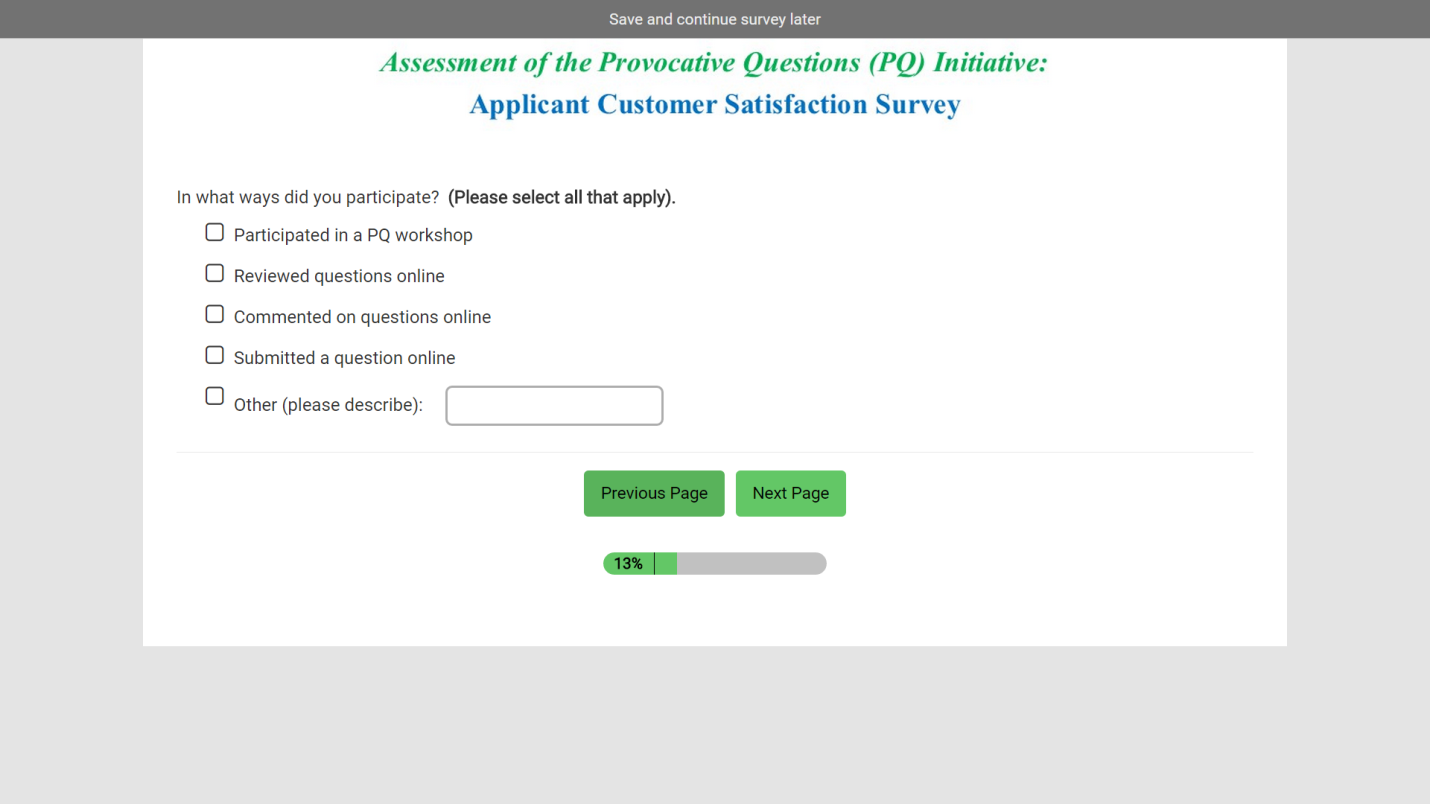 Save and continue survey later
Assessment of the Provocative Questions (PQ) Initiative:
Applicant Customer Satisfaction Survey
In what ways did you participate? (Please select all that apply).
Participated in a PQ workshop
Reviewed questions online
Commented on questions online
Submitted a question online
Other (please describe):
Previous Page Next Page
13%